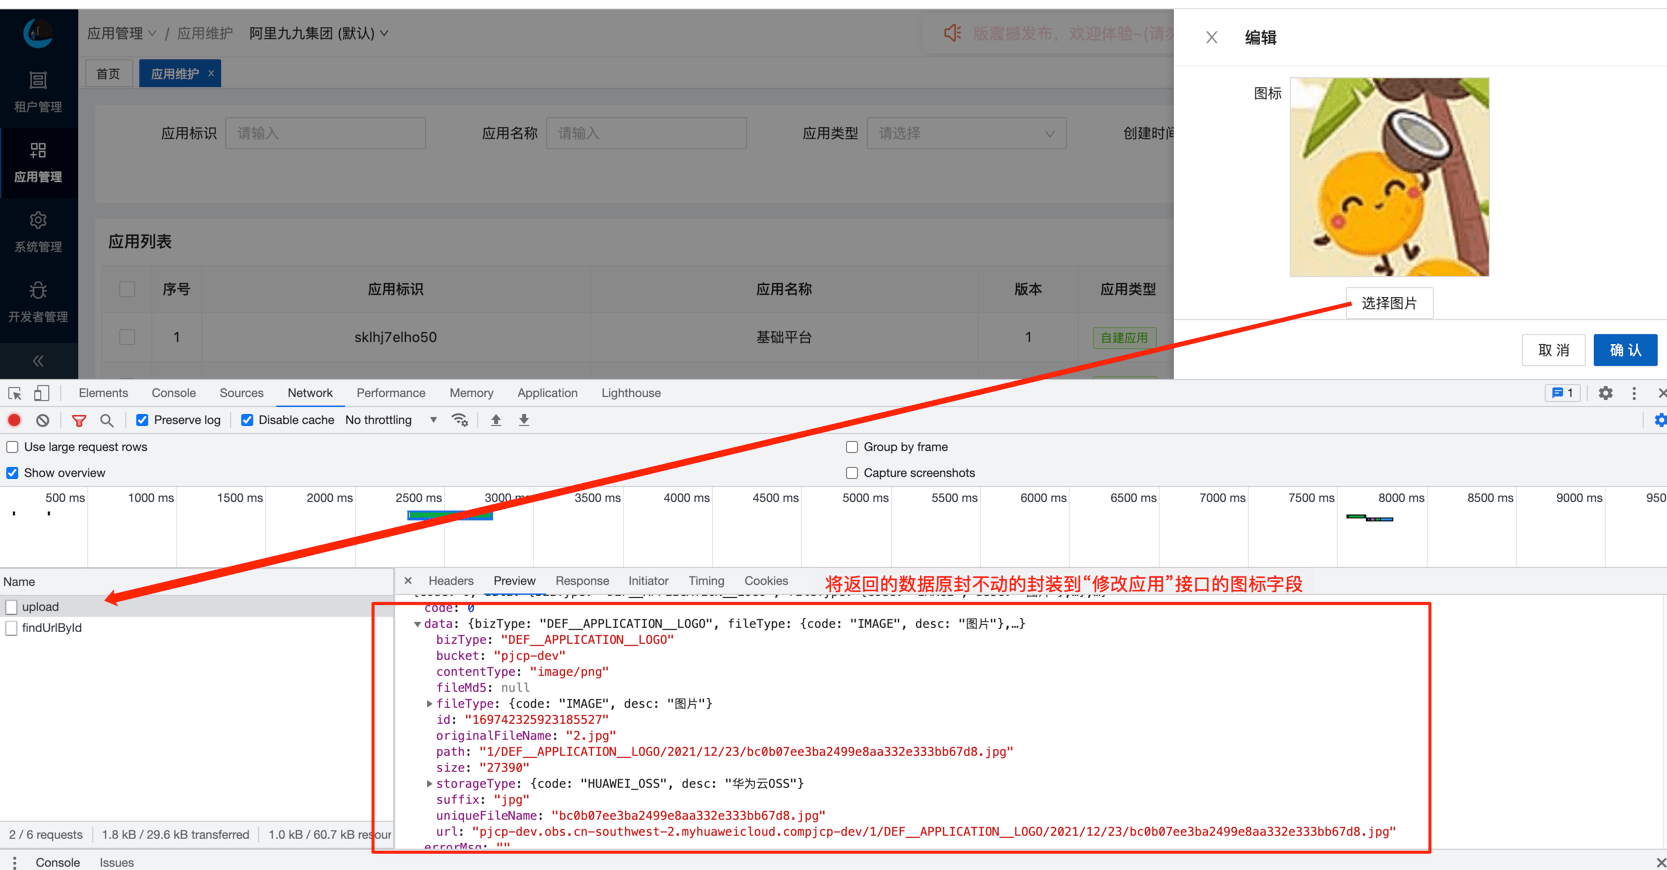 应用管理 / 应用维护 阿里九九集团 (默认)
版震撼发布，欢迎体验~(请
编辑
首页
应用维护 ×
租户管理
应用管理
系统管理
开发者管理
应用标识 请输入
应用名称 请输入
应用类型 请选择
创建时间
图标
选择图片
取 消
确 认
应用列表
序号 应用标识 应用名称 版本 应用类型
1 sklhj7elho50 基础平台 1 自建应用
Elements Console Sources Network Performance Memory Application Lighthouse
1
Preserve log Disable cache No throttling
Use large request rows
Group by frame
Show overview
Capture screenshots
500 ms 1000 ms 1500 ms 2000 ms 2500 ms 3000 ms 3500 ms 4000 ms 4500 ms 5000 ms 5500 ms 6000 ms 6500 ms 7000 ms 7500 ms 8000 ms 8500 ms 9000 ms 950
Name
upload
findUrlById
× Headers Preview Response Initiator Timing Cookies
将返回的数据原封不动的封装到“修改应用”接口的图标字段
code: 0
data: {bizType: "DEF__APPLICATION__LOGO", fileType: {code: "IMAGE", desc: "图片"},…}
bizType: "DEF__APPLICATION__LOGO"
bucket: "pjcp-dev"
contentType: "image/png"
fileMd5: null
fileType: {code: "IMAGE", desc: "图片"}
id: "169742325923185527"
originalFileName: "2.jpg"
path: "1/DEF__APPLICATION__LOGO/2021/12/23/bc0b07ee3ba2499e8aa332e333bb67d8.jpg"
size: "27390"
storageType: {code: "HUAWEI_OSS", desc: "华为云OSS"}
suffix: "jpg"
uniqueFileName: "bc0b07ee3ba2499e8aa332e333bb67d8.jpg"
url: "pjcp-dev.obs.cn-southwest-2.myhuaweicloud.compjcp-dev/1/DEF__APPLICATION__LOGO/2021/12/23/bc0b07ee3ba2499e8aa332e333bb67d8.jpg"
errorMsg: ""
2 / 6 requests 1.8 kB / 29.6 kB transferred 1.0 kB / 60.7 kB resour
Console Issues